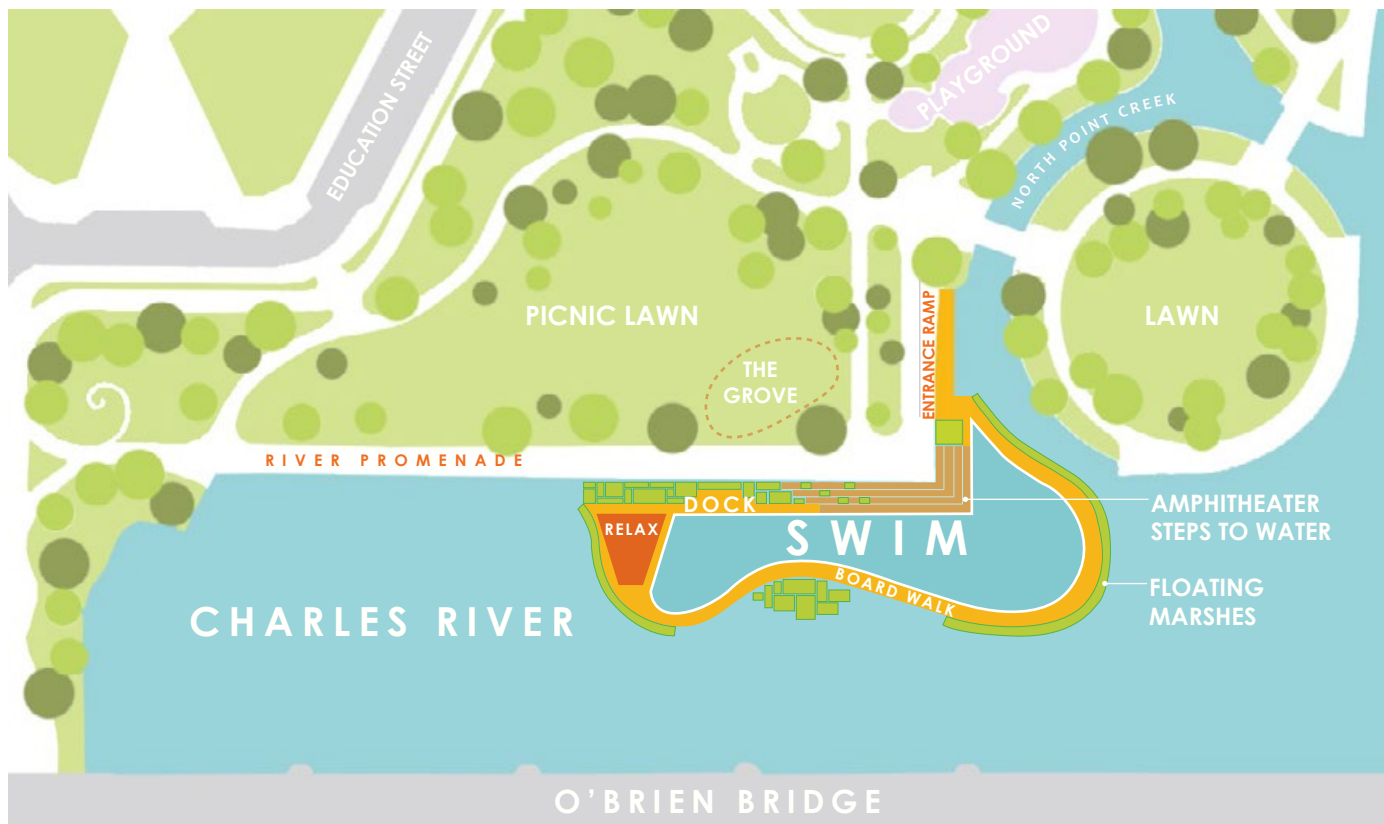 EDUCATION STREET
PLAYGROUND
NORTH POINT CREEK
PICNIC LAWN
LAWN
ENTRANCE RAMP
THE
GROVE
RIVER PROMENADE
DOCK
RELAX
SWIM
AMPHITHEATER
STEPS TO WATER
BOARD WALK
FLOATING
MARSHES
CHARLES RIVER
O'BRIEN BRIDGE